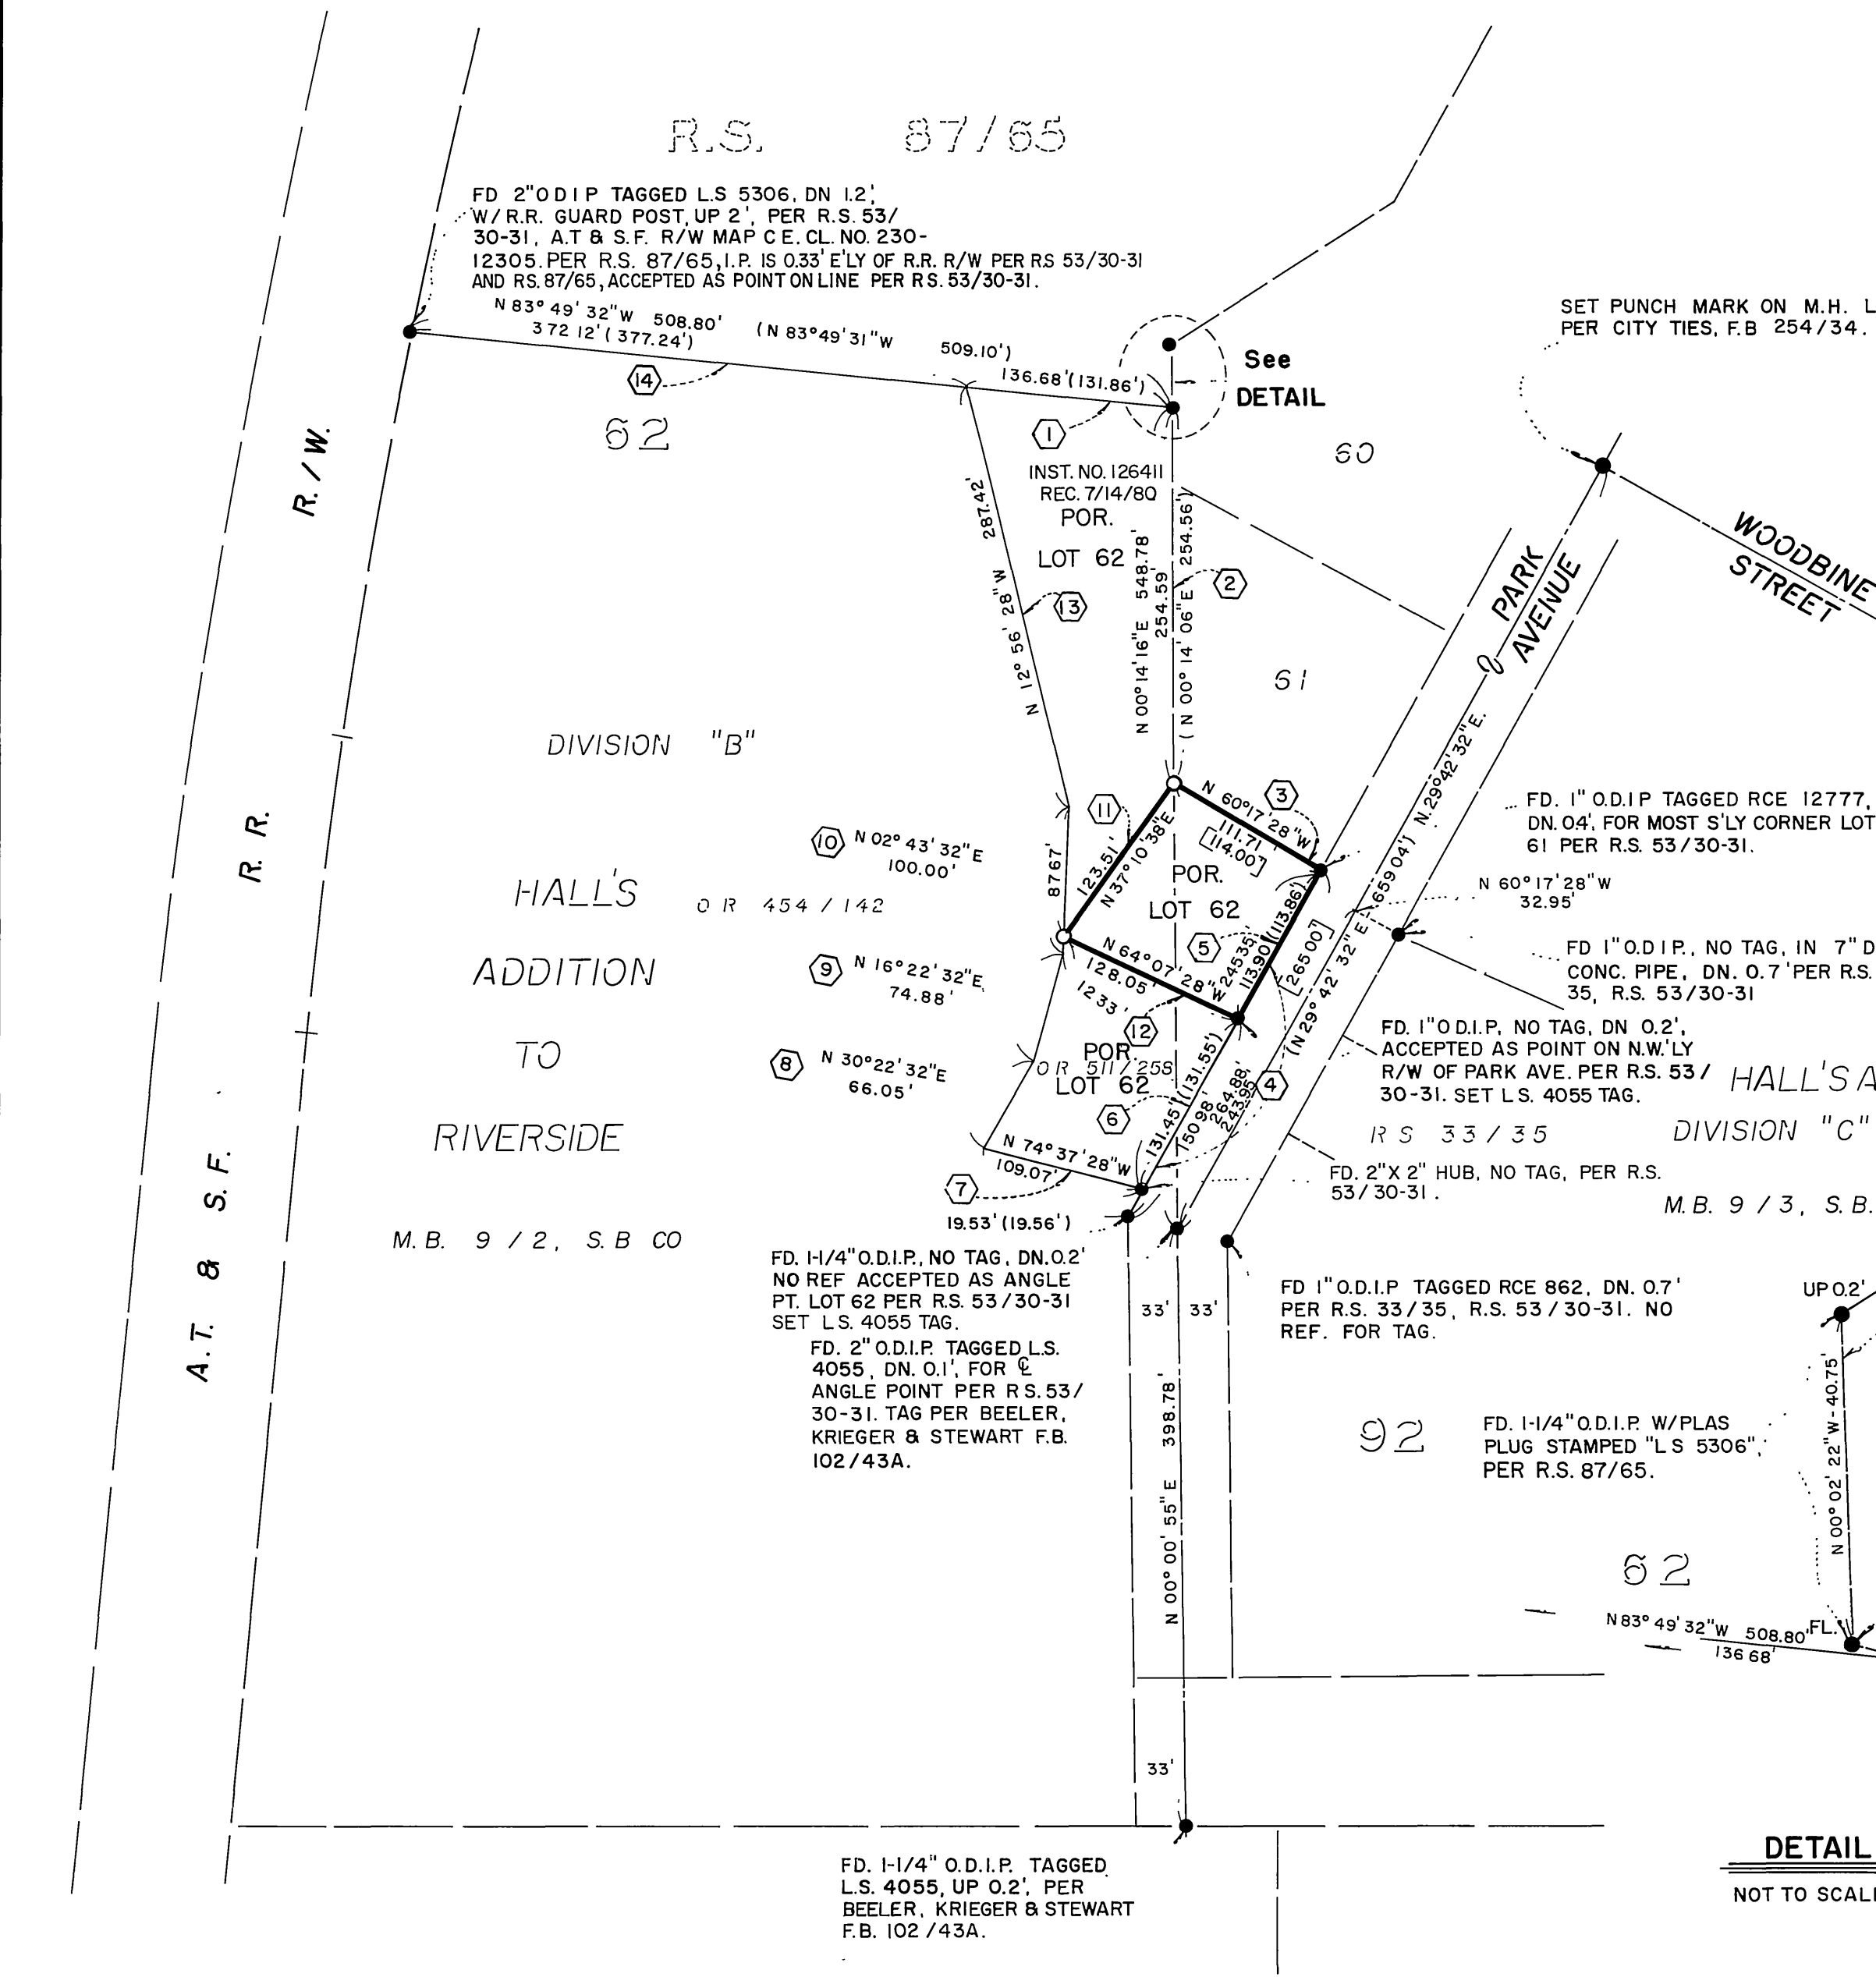 R.S. 87/65
FD 2"O D I P TAGGED L.S 5306, DN 1.2',
W/ R.R. GUARD POST, UP 2', PER R.S. 53/
30-31, A.T & S.F. R/W MAP C E. CL. NO. 230-
12305. PER R.S. 87/65, I.P. IS 0.33' E'LY OF R.R. R/W PER RS 53/30-31
AND RS. 87/65, ACCEPTED AS POINT ON LINE PER RS. 53/30-31.
N 83° 49' 32"W 508.80' (N 83°49'31"W 509.10')
372 12' (377.24')
136.68' (131.86')
14
1
See
DETAIL
SET PUNCH MARK ON M.H. L
PER CITY TIES, F.B 254/34.
62
60
R./W.
INST. NO. 126411
REC. 7/14/80
POR.
LOT 62
287.42'
N 12° 56' 28"W
13
N 00°14'16"E 548.78'
254.59
(N 00° 14' 06"E 254.56')
2
PARK
AVENUE
WOODBINE
STREET
61
DIVISION "B"
N 29°42'32"E.
R. R.
11
3
N 60°17'28"W
111.71
[114.00']
123.51'
N 37°10'38"E
10
N 02° 43' 32"E
100.00'
8767'
FD. 1" O.D.I.P TAGGED RCE 12777,
DN. 04', FOR MOST S'LY CORNER LOT
61 PER R.S. 53/30-31.
HALL'S
O R 454 / 142
POR.
LOT 62
N 60°17'28"W
32.95'
5
245.35'
113.90' (113.86')
[265 00']
(N 29° 42' 32" E - 659 04')
N 64°07'28"W
128.05'
1233'
12
FD 1"O.D I P., NO TAG, IN 7" D
CONC. PIPE, DN. 0.7' PER R.S.
35, R.S. 53/30-31
ADDITION
9
N 16°22'32"E
74.88'
FD. 1"O D.I.P, NO TAG, DN 0.2',
ACCEPTED AS POINT ON N.W.'LY
R/W OF PARK AVE. PER R.S. 53/
30-31. SET L S. 4055 TAG.
TO
8
N 30°22'32"E
66.05'
POR.
O R 511 / 258
LOT 62
4
6
131.45' (131.55')
150.98'
264.88'
243.95'
HALL'S A
DIVISION "C"
R S 33 / 35
RIVERSIDE
N 74°37'28"W
109.07'
7
FD. 2"X 2" HUB, NO TAG, PER R.S.
53/30-31.
M.B. 9 / 3, S.B.
A.T. & S.F.
M.B. 9 / 2, S.B CO
19.53' (19.56')
FD. 1-1/4" O.D.I.P., NO TAG, DN. 0.2'
NO REF ACCEPTED AS ANGLE
PT. LOT 62 PER R.S. 53/30-31
SET L S. 4055 TAG.
FD. 2" O.D.I.P. TAGGED L.S.
4055, DN. 0.1', FOR ℄
ANGLE POINT PER R S. 53/
30-31. TAG PER BEELER,
KRIEGER & STEWART F.B.
102/43A.
33' 33'
FD 1" O.D.I.P TAGGED RCE 862, DN. 0.7'
PER R.S. 33/35, R.S. 53/30-31. NO
REF. FOR TAG.
UP 0.2'
N 00° 02' 22"W-40.75'
N 00° 00' 55" E 398.78'
92
FD. 1-1/4" O.D.I.P. W/PLAS
PLUG STAMPED "L S 5306",
PER R.S. 87/65.
62
N 83° 49' 32"W 508.80' FL.
136 68'
33'
FD. 1-1/4" O.D.I.P. TAGGED
L.S. 4055, UP 0.2', PER
BEELER, KRIEGER & STEWART
F.B. 102/43A.
DETAIL
NOT TO SCAL